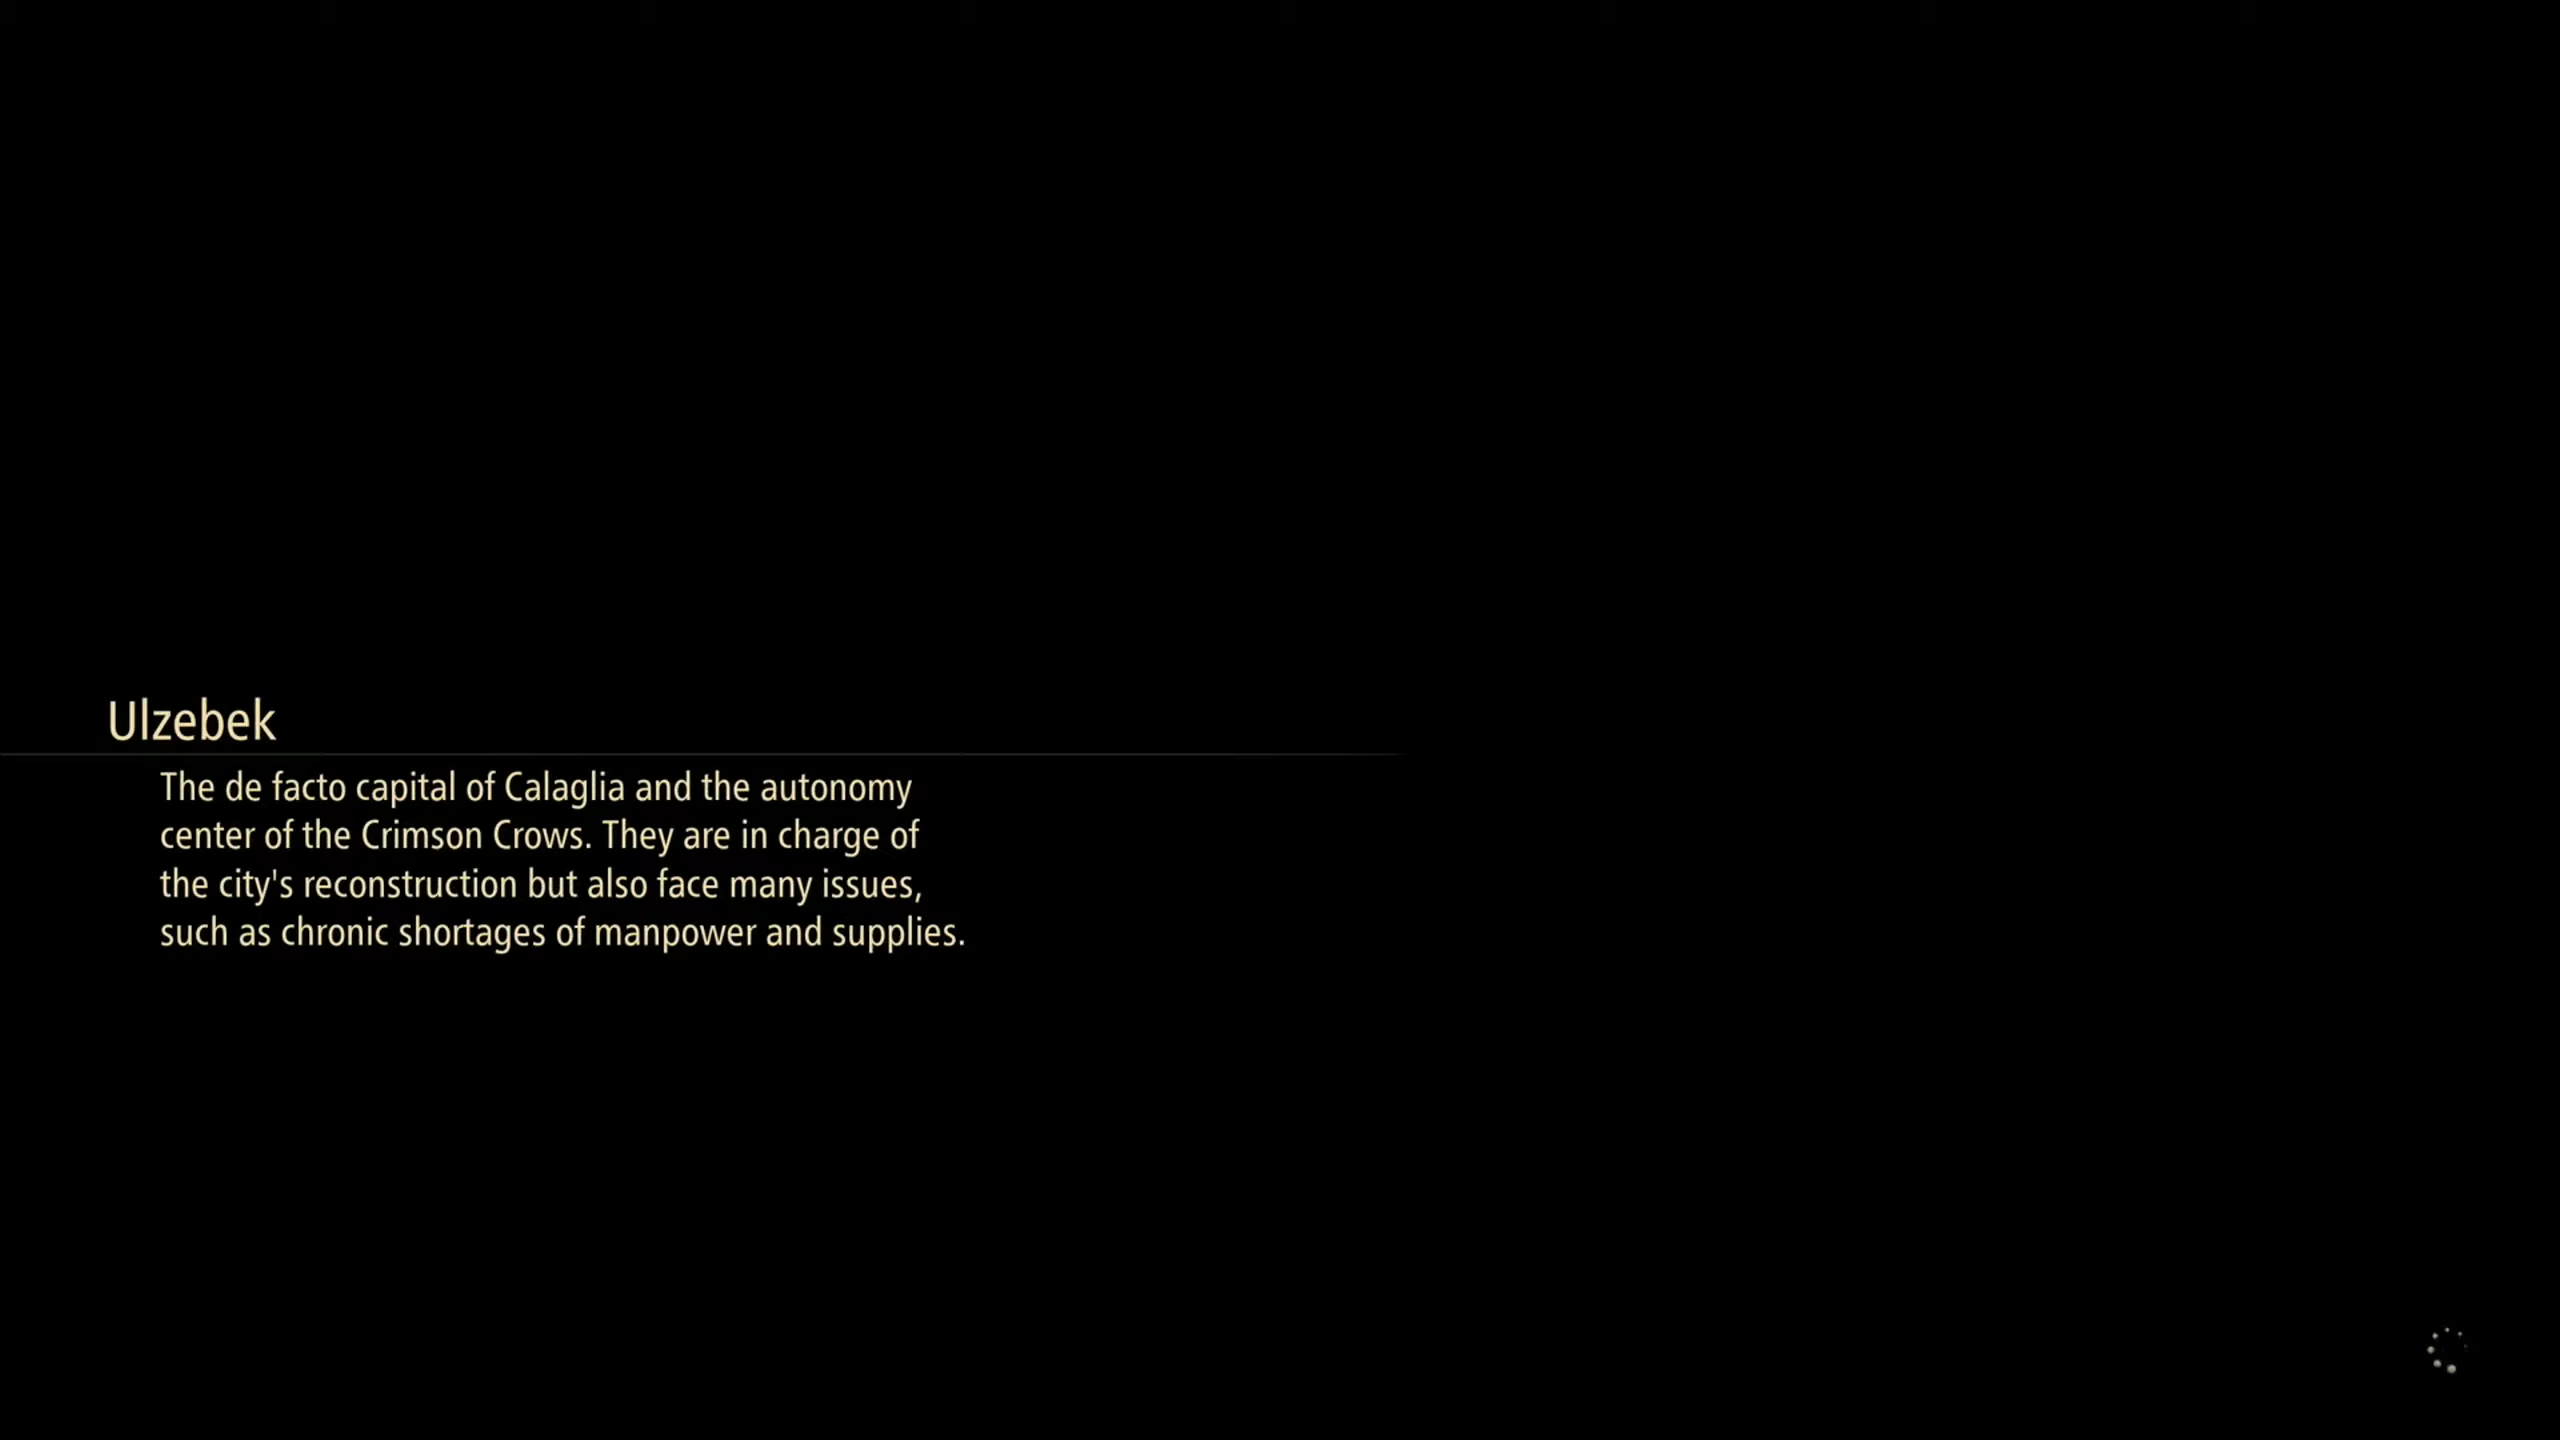 Ulzebek
The de facto capital of Calaglia and the autonomy
center of the Crimson Crows. They are in charge of
the city's reconstruction but also face many issues,
such as chronic shortages of manpower and supplies.